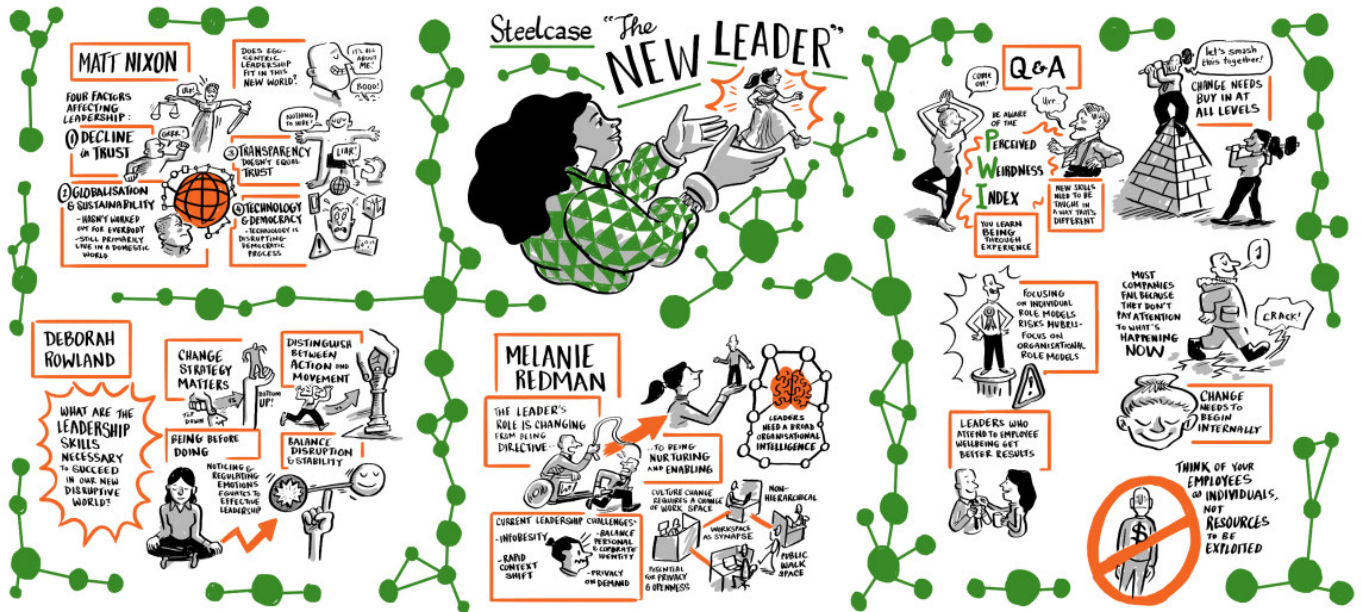 Steelcase "The
NEW LEADER"
MATT NIXON
FOUR FACTORS
AFFECTING
LEADERSHIP:
① DECLINE
in TRUST
URP!
GRRR!
② GLOBALISATION
& SUSTAINABILITY
- HASN'T WORKED
OUT FOR EVERYBODY
- STILL PRIMARILY
LIVE IN A DOMESTIC
WORLD
DOES EGO-
CENTRIC
LEADERSHIP
FIT IN THIS
NEW WORLD?
IT'S ALL
ABOUT
ME!
BOOO!
NOTHING
TO HIDE!
③ TRANSPARENCY
DOESN'T EQUAL
TRUST
LIAR!
④ TECHNOLOGY
& DEMOCRACY
- TECHNOLOGY is
DISRUPTING
DEMOCRATIC
PROCESS
DEBORAH
ROWLAND
WHAT ARE THE
LEADERSHIP
SKILLS
NECESSARY
TO SUCCEED
IN OUR NEW
DISRUPTIVE
WORLD?
CHANGE
STRATEGY
MATTERS
TOP
DOWN
VS
BOTTOM
UP!
DISTINGUISH
BETWEEN
ACTION AND
MOVEMENT
VS
BEING BEFORE
DOING
NOTICING &
REGULATING
EMOTIONS
EQUATES TO
EFFECTIVE
LEADERSHIP
BALANCE
DISRUPTION
& STABILITY
MELANIE
REDMAN
THE LEADER'S
ROLE IS CHANGING
FROM BEING
DIRECTIVE...
...TO BEING
NURTURING
AND ENABLING
LEADERS
NEED A BROAD
ORGANISATIONAL
INTELLIGENCE
CURRENT LEADERSHIP CHALLENGES
- INFOBESITY
- RAPID
CONTEXT
SHIFT
- BALANCE
PERSONAL
& CORPORATE
IDENTITY
- PRIVACY
ON DEMAND
CULTURE CHANGE
REQUIRES A CHANGE
OF WORK SPACE
NON-
HIERARCHICAL
WORKSPACE
AS SYNAPSE
PUBLIC
WALK
SPACE
POTENTIAL
FOR PRIVACY
& OPENNESS
Q&A
COME
ON!
BE AWARE
OF THE
PERCEIVED
WEIRDNESS
INDEX
YOU LEARN
BEING
THROUGH
EXPERIENCE
NEW SKILLS
NEED TO BE
TAUGHT IN
A WAY THAT'S
DIFFERENT
let's smash
this together!
CHANGE NEEDS
BUY IN AT
ALL LEVELS
FOCUSING
ON INDIVIDUAL
ROLE MODELS
RISKS HUBRIS-
FOCUS ON
ORGANISATIONAL
ROLE MODELS
MOST
COMPANIES
FAIL BECAUSE
THEY DON'T
PAY ATTENTION
TO WHAT'S
HAPPENING
NOW
CRACK!
LEADERS WHO
ATTEND TO EMPLOYEE
WELLBEING GET
BETTER RESULTS
CHANGE
NEEDS TO
BEGIN
INTERNALLY
THINK OF YOUR
EMPLOYEES
as INDIVIDUALS,
NOT
RESOURCES
TO BE
EXPLOITED
$